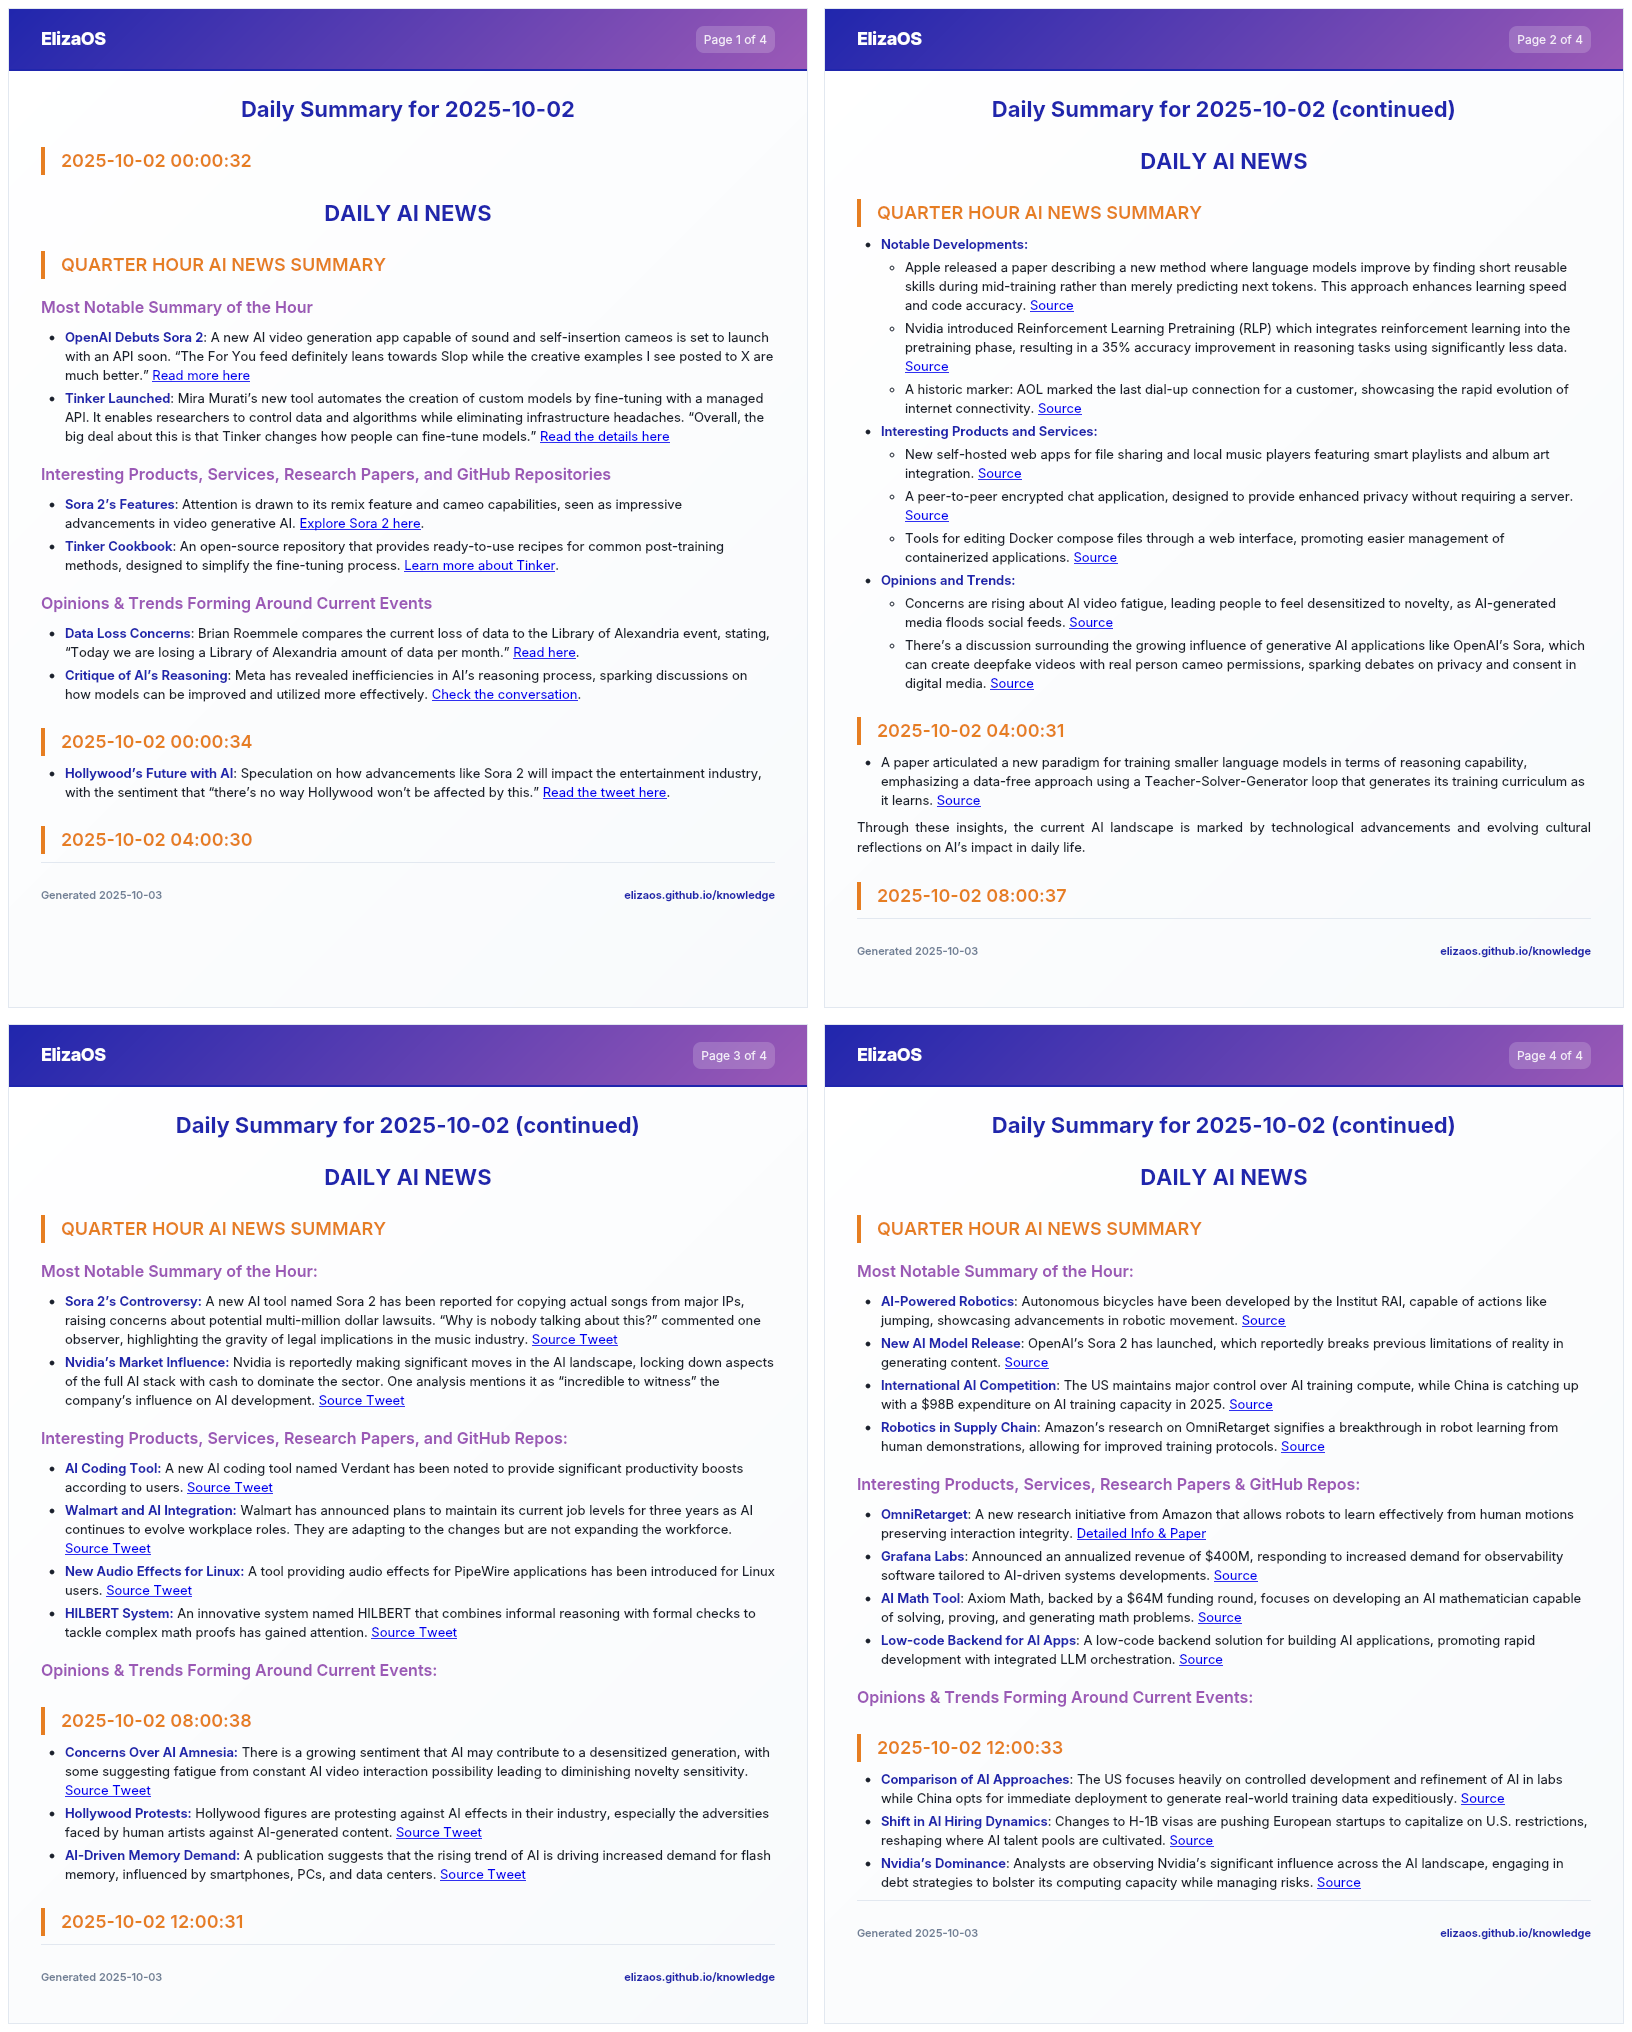 ElizaOS
Page 1 of 4
Daily Summary for 2025-10-02
2025-10-02 00:00:32
DAILY AI NEWS
QUARTER HOUR AI NEWS SUMMARY
Most Notable Summary of the Hour
• OpenAI Debuts Sora 2: A new AI video generation app capable of sound and self-insertion cameos is set to launch
with an API soon. “The For You feed definitely leans towards Slop while the creative examples I see posted to X are
much better.” Read more here
• Tinker Launched: Mira Murati’s new tool automates the creation of custom models by fine-tuning with a managed
API. It enables researchers to control data and algorithms while eliminating infrastructure headaches. “Overall, the
big deal about this is that Tinker changes how people can fine-tune models.” Read the details here
Interesting Products, Services, Research Papers, and GitHub Repositories
• Sora 2’s Features: Attention is drawn to its remix feature and cameo capabilities, seen as impressive
advancements in video generative AI. Explore Sora 2 here.
• Tinker Cookbook: An open-source repository that provides ready-to-use recipes for common post-training
methods, designed to simplify the fine-tuning process. Learn more about Tinker.
Opinions & Trends Forming Around Current Events
• Data Loss Concerns: Brian Roemmele compares the current loss of data to the Library of Alexandria event, stating,
“Today we are losing a Library of Alexandria amount of data per month.” Read here.
• Critique of AI’s Reasoning: Meta has revealed inefficiencies in AI’s reasoning process, sparking discussions on
how models can be improved and utilized more effectively. Check the conversation.
2025-10-02 00:00:34
• Hollywood’s Future with AI: Speculation on how advancements like Sora 2 will impact the entertainment industry,
with the sentiment that “there’s no way Hollywood won’t be affected by this.” Read the tweet here.
2025-10-02 04:00:30
Generated 2025-10-03
elizaos.github.io/knowledge
ElizaOS
Page 2 of 4
Daily Summary for 2025-10-02 (continued)
DAILY AI NEWS
QUARTER HOUR AI NEWS SUMMARY
• Notable Developments:
◦ Apple released a paper describing a new method where language models improve by finding short reusable
skills during mid-training rather than merely predicting next tokens. This approach enhances learning speed
and code accuracy. Source
◦ Nvidia introduced Reinforcement Learning Pretraining (RLP) which integrates reinforcement learning into the
pretraining phase, resulting in a 35% accuracy improvement in reasoning tasks using significantly less data.
Source
◦ A historic marker: AOL marked the last dial-up connection for a customer, showcasing the rapid evolution of
internet connectivity. Source
• Interesting Products and Services:
◦ New self-hosted web apps for file sharing and local music players featuring smart playlists and album art
integration. Source
◦ A peer-to-peer encrypted chat application, designed to provide enhanced privacy without requiring a server.
Source
◦ Tools for editing Docker compose files through a web interface, promoting easier management of
containerized applications. Source
• Opinions and Trends:
◦ Concerns are rising about AI video fatigue, leading people to feel desensitized to novelty, as AI-generated
media floods social feeds. Source
◦ There’s a discussion surrounding the growing influence of generative AI applications like OpenAI’s Sora, which
can create deepfake videos with real person cameo permissions, sparking debates on privacy and consent in
digital media. Source
2025-10-02 04:00:31
• A paper articulated a new paradigm for training smaller language models in terms of reasoning capability,
emphasizing a data-free approach using a Teacher-Solver-Generator loop that generates its training curriculum as
it learns. Source
Through these insights, the current AI landscape is marked by technological advancements and evolving cultural
reflections on AI’s impact in daily life.
2025-10-02 08:00:37
Generated 2025-10-03
elizaos.github.io/knowledge
ElizaOS
Page 3 of 4
Daily Summary for 2025-10-02 (continued)
DAILY AI NEWS
QUARTER HOUR AI NEWS SUMMARY
Most Notable Summary of the Hour:
• Sora 2’s Controversy: A new AI tool named Sora 2 has been reported for copying actual songs from major IPs,
raising concerns about potential multi-million dollar lawsuits. “Why is nobody talking about this?” commented one
observer, highlighting the gravity of legal implications in the music industry. Source Tweet
• Nvidia’s Market Influence: Nvidia is reportedly making significant moves in the AI landscape, locking down aspects
of the full AI stack with cash to dominate the sector. One analysis mentions it as “incredible to witness” the
company’s influence on AI development. Source Tweet
Interesting Products, Services, Research Papers, and GitHub Repos:
• AI Coding Tool: A new AI coding tool named Verdant has been noted to provide significant productivity boosts
according to users. Source Tweet
• Walmart and AI Integration: Walmart has announced plans to maintain its current job levels for three years as AI
continues to evolve workplace roles. They are adapting to the changes but are not expanding the workforce.
Source Tweet
• New Audio Effects for Linux: A tool providing audio effects for PipeWire applications has been introduced for Linux
users. Source Tweet
• HILBERT System: An innovative system named HILBERT that combines informal reasoning with formal checks to
tackle complex math proofs has gained attention. Source Tweet
Opinions & Trends Forming Around Current Events:
2025-10-02 08:00:38
• Concerns Over AI Amnesia: There is a growing sentiment that AI may contribute to a desensitized generation, with
some suggesting fatigue from constant AI video interaction possibility leading to diminishing novelty sensitivity.
Source Tweet
• Hollywood Protests: Hollywood figures are protesting against AI effects in their industry, especially the adversities
faced by human artists against AI-generated content. Source Tweet
• AI-Driven Memory Demand: A publication suggests that the rising trend of AI is driving increased demand for flash
memory, influenced by smartphones, PCs, and data centers. Source Tweet
2025-10-02 12:00:31
Generated 2025-10-03
elizaos.github.io/knowledge
ElizaOS
Page 4 of 4
Daily Summary for 2025-10-02 (continued)
DAILY AI NEWS
QUARTER HOUR AI NEWS SUMMARY
Most Notable Summary of the Hour:
• AI-Powered Robotics: Autonomous bicycles have been developed by the Institut RAI, capable of actions like
jumping, showcasing advancements in robotic movement. Source
• New AI Model Release: OpenAI’s Sora 2 has launched, which reportedly breaks previous limitations of reality in
generating content. Source
• International AI Competition: The US maintains major control over AI training compute, while China is catching up
with a $98B expenditure on AI training capacity in 2025. Source
• Robotics in Supply Chain: Amazon’s research on OmniRetarget signifies a breakthrough in robot learning from
human demonstrations, allowing for improved training protocols. Source
Interesting Products, Services, Research Papers & GitHub Repos:
• OmniRetarget: A new research initiative from Amazon that allows robots to learn effectively from human motions
preserving interaction integrity. Detailed Info & Paper
• Grafana Labs: Announced an annualized revenue of $400M, responding to increased demand for observability
software tailored to AI-driven systems developments. Source
• AI Math Tool: Axiom Math, backed by a $64M funding round, focuses on developing an AI mathematician capable
of solving, proving, and generating math problems. Source
• Low-code Backend for AI Apps: A low-code backend solution for building AI applications, promoting rapid
development with integrated LLM orchestration. Source
Opinions & Trends Forming Around Current Events:
2025-10-02 12:00:33
• Comparison of AI Approaches: The US focuses heavily on controlled development and refinement of AI in labs
while China opts for immediate deployment to generate real-world training data expeditiously. Source
• Shift in AI Hiring Dynamics: Changes to H-1B visas are pushing European startups to capitalize on U.S. restrictions,
reshaping where AI talent pools are cultivated. Source
• Nvidia’s Dominance: Analysts are observing Nvidia’s significant influence across the AI landscape, engaging in
debt strategies to bolster its computing capacity while managing risks. Source
Generated 2025-10-03
elizaos.github.io/knowledge